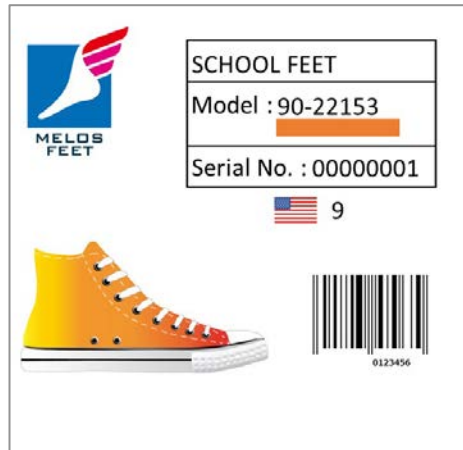 MELOS
FEET
SCHOOL FEET
Model : 90-22153
Serial No. : 00000001
9
0123456